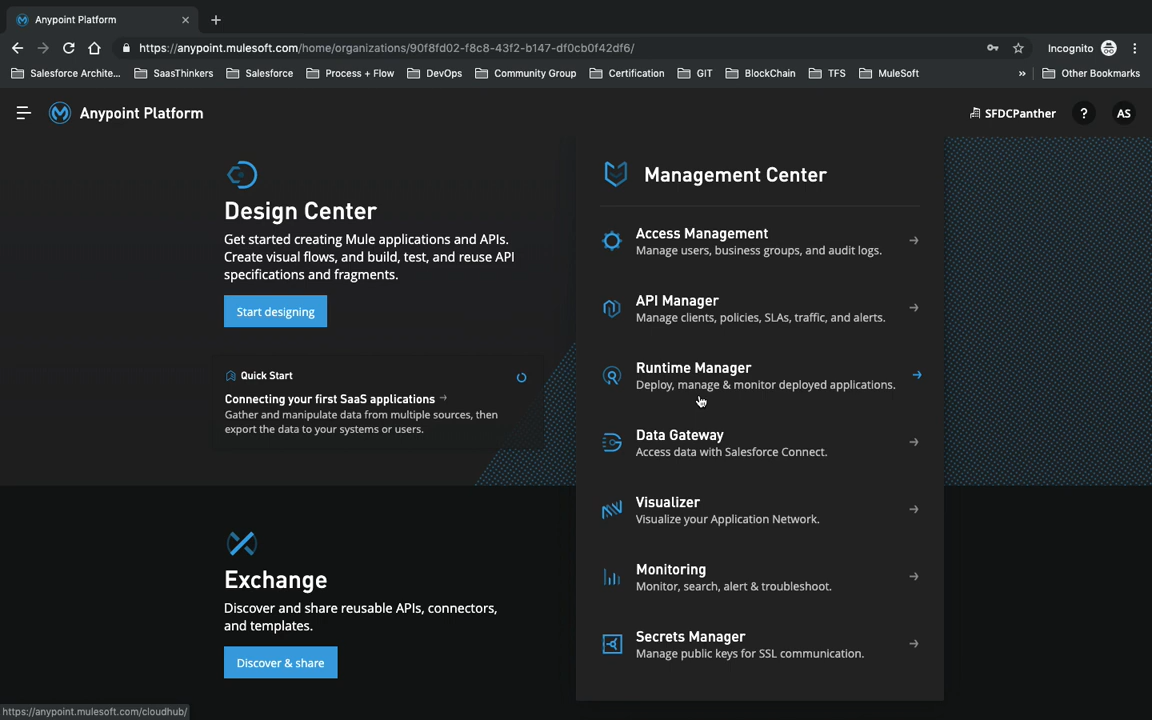 Anypoint Platform
https://anypoint.mulesoft.com/home/organizations/90f8fd02-f8c8-43f2-b147-df0cb0f42df6/
Incognito
Salesforce Archite...
SaasThinkers
Salesforce
Process + Flow
DevOps
Community Group
Certification
GIT
BlockChain
TFS
MuleSoft
»
Other Bookmarks
Anypoint Platform
SFDCPanther
?
AS
Design Center
Get started creating Mule applications and APIs.
Create visual flows, and build, test, and reuse API
specifications and fragments.
Start designing
Quick Start
Connecting your first SaaS applications →
Gather and manipulate data from multiple sources, then
export the data to your systems or users.
Exchange
Discover and share reusable APIs, connectors,
and templates.
Discover & share
Management Center
Access Management
Manage users, business groups, and audit logs.
API Manager
Manage clients, policies, SLAs, traffic, and alerts.
Runtime Manager
Deploy, manage & monitor deployed applications.
Data Gateway
Access data with Salesforce Connect.
Visualizer
Visualize your Application Network.
Monitoring
Monitor, search, alert & troubleshoot.
Secrets Manager
Manage public keys for SSL communication.
https://anypoint.mulesoft.com/cloudhub/